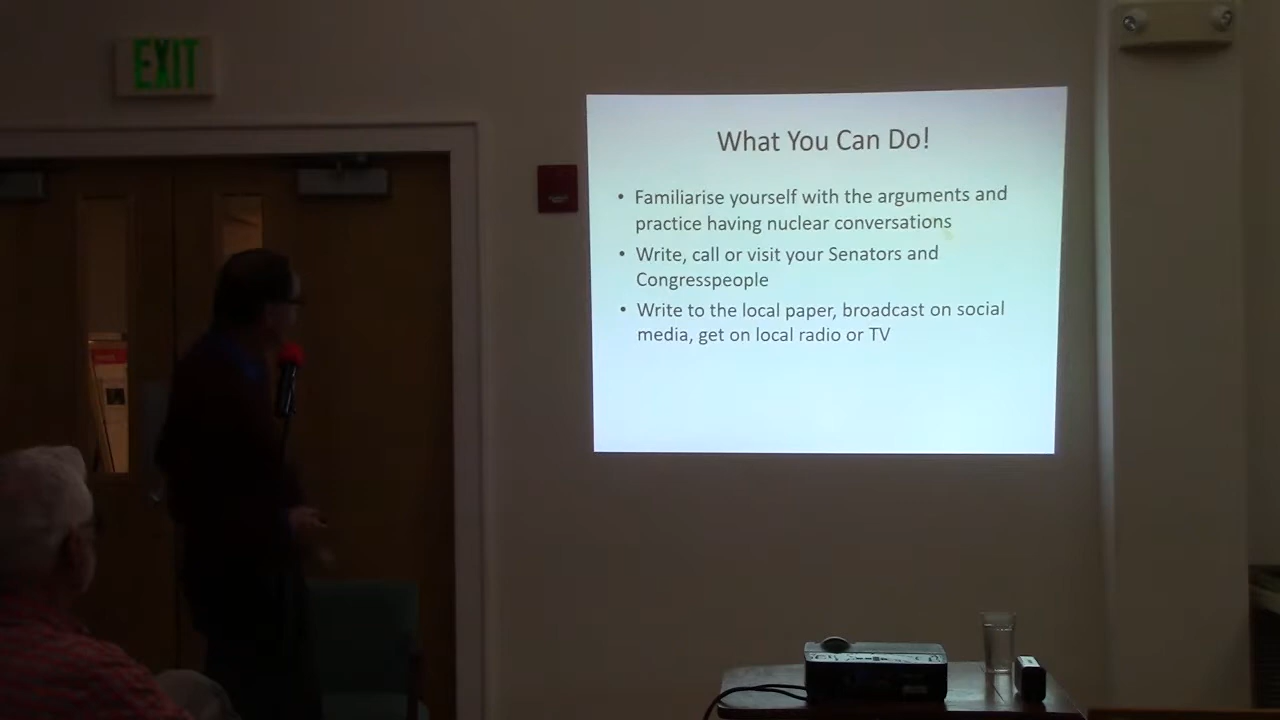 EXIT
What You Can Do!
• Familiarise yourself with the arguments and
practice having nuclear conversations
• Write, call or visit your Senators and
Congresspeople
• Write to the local paper, broadcast on social
media, get on local radio or TV